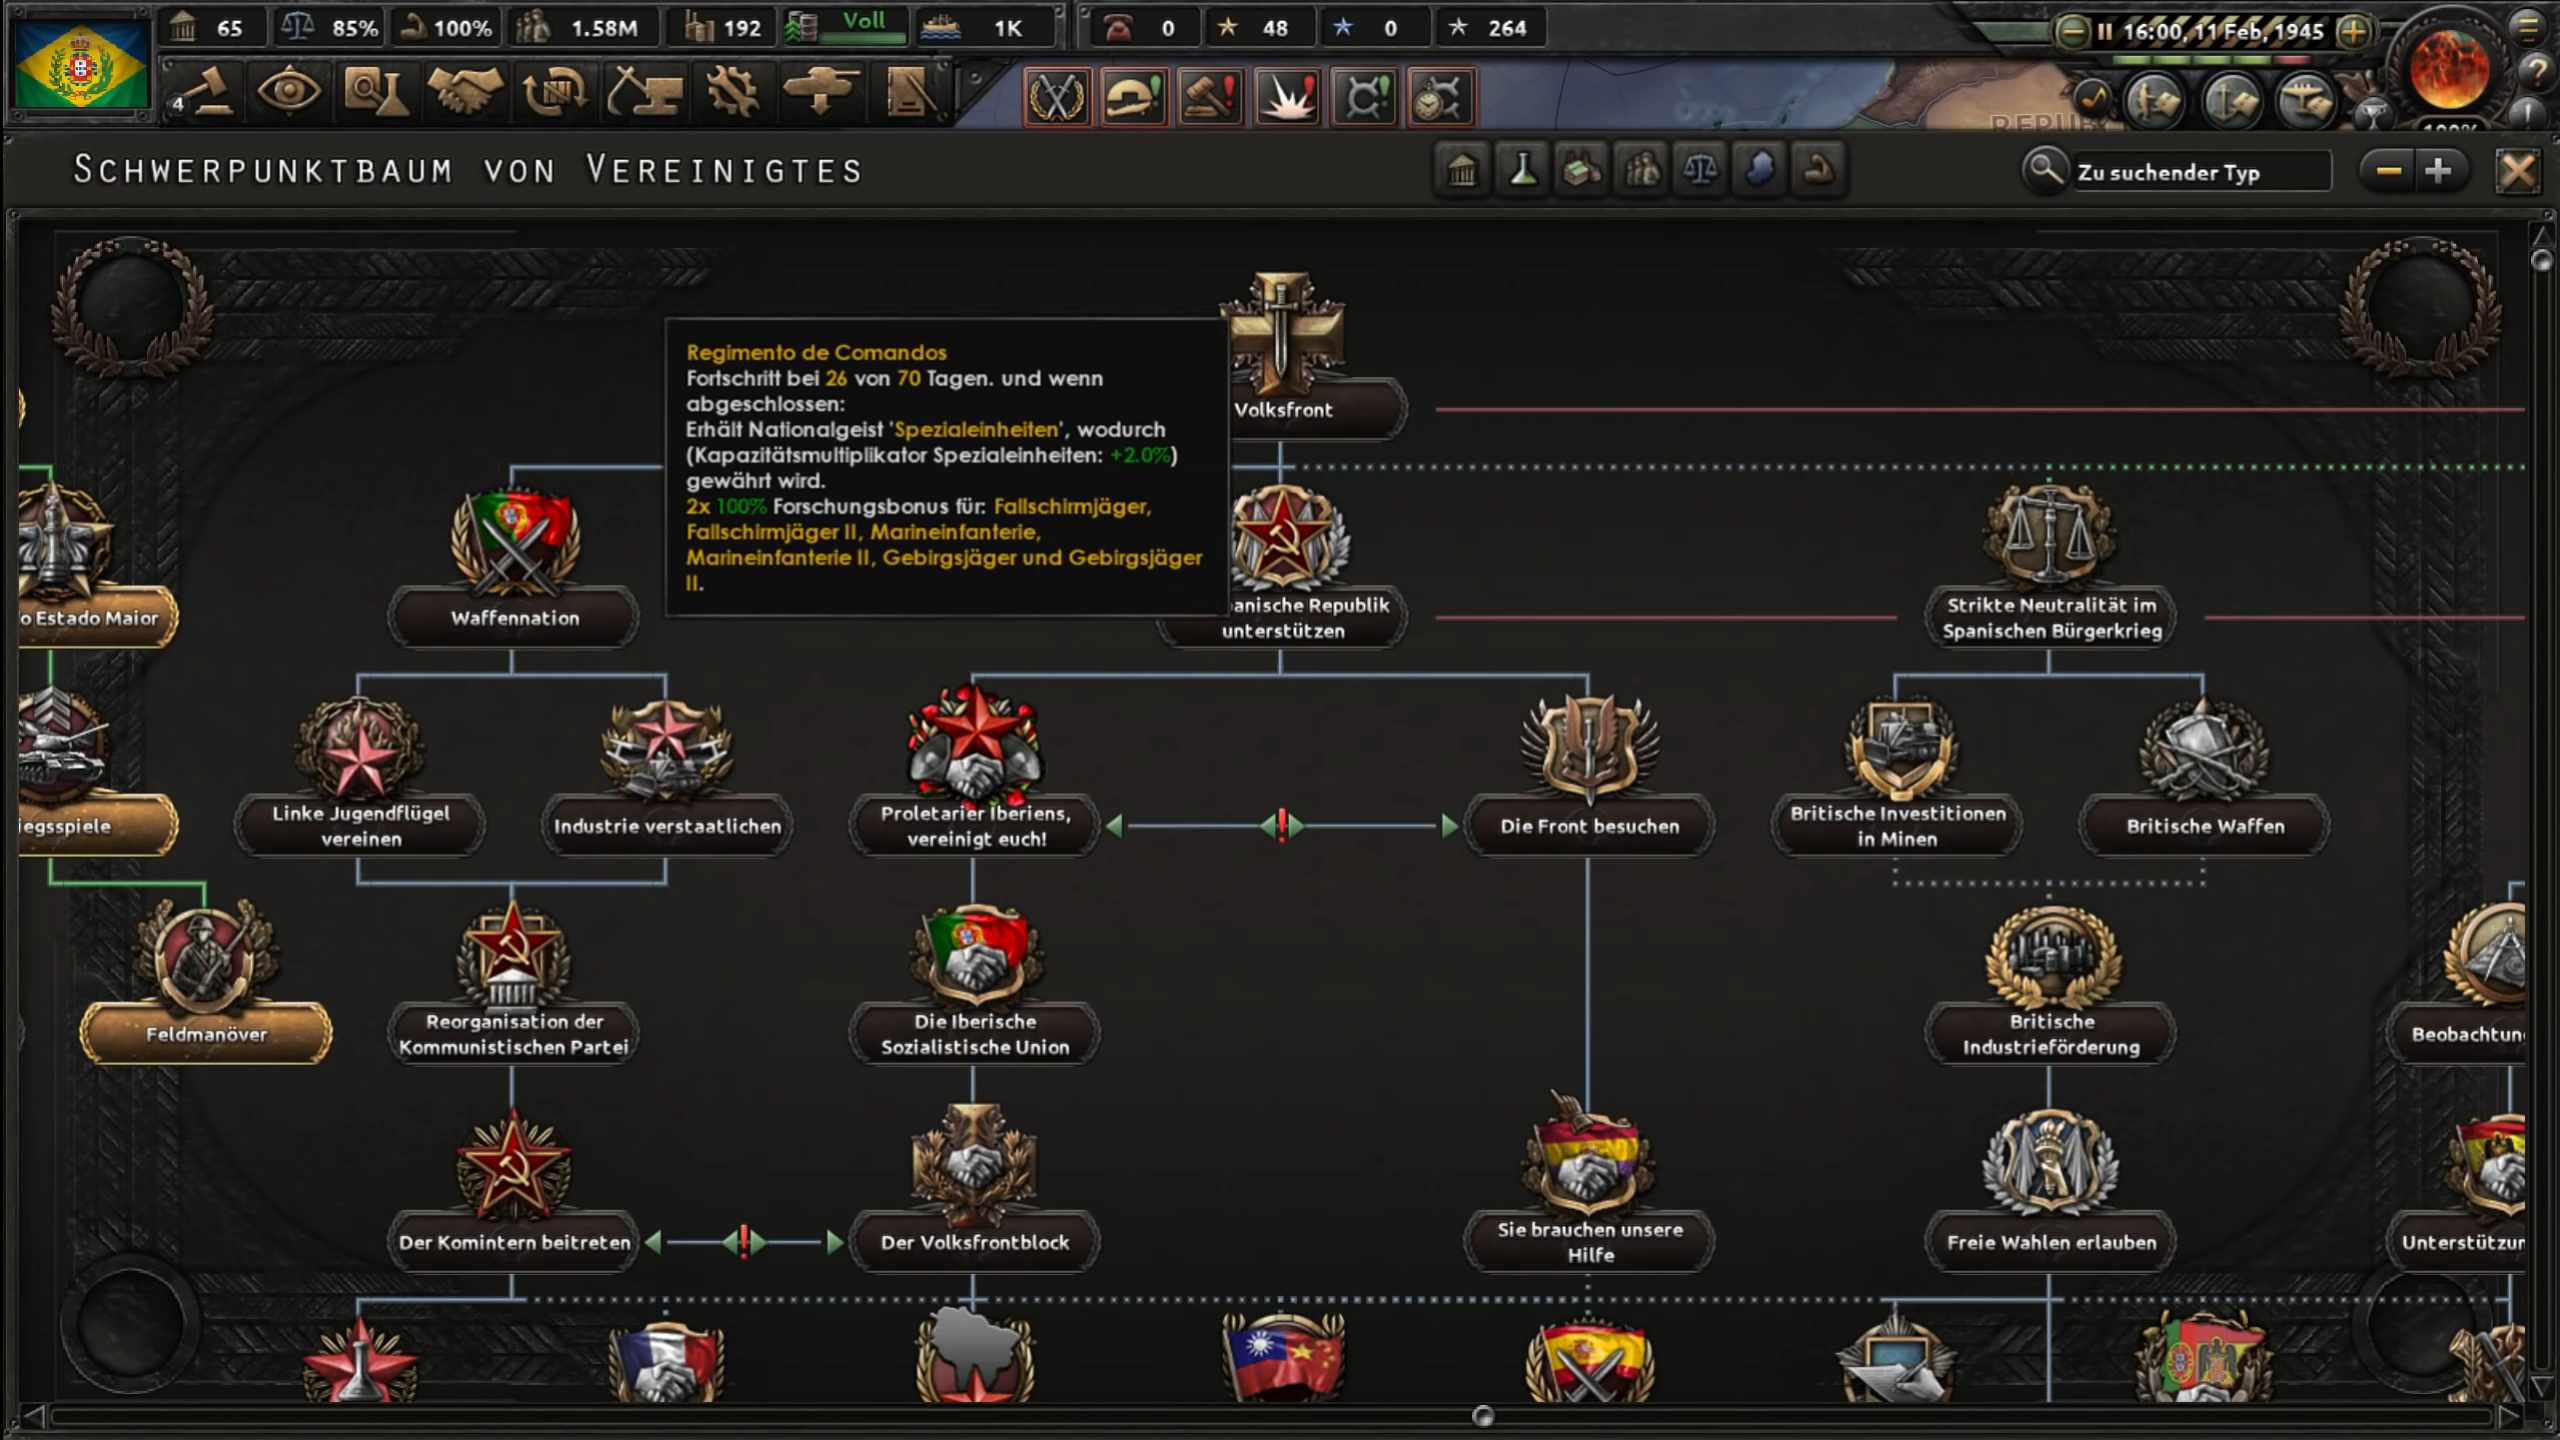 65
85%
100%
1.58M
192
Voll
1K
0
48
0
264
16:00, 11 Feb, 1945
4
Schwerpunktbaum von Vereinigtes
Zu suchender Typ
Regimento de Comandos
Fortschritt bei 26 von 70 Tagen. und wenn
abgeschlossen:
Erhält Nationalgeist 'Spezialeinheiten', wodurch
(Kapazitätsmultiplikator Spezialeinheiten: +2.0%)
gewährt wird.
2x 100% Forschungsbonus für: Fallschirmjäger,
Fallschirmjäger II, Marineinfanterie,
Marineinfanterie II, Gebirgsjäger und Gebirgsjäger
II.
Volksfront
o Estado Maior
Waffennation
anische Republik
unterstützen
Strikte Neutralität im
Spanischen Bürgerkrieg
iegsspiele
Linke Jugendflügel
vereinen
Industrie verstaatlichen
Proletarier Iberiens,
vereinigt euch!
Die Front besuchen
Britische Investitionen
in Minen
Britische Waffen
Feldmanöver
Reorganisation der
Kommunistischen Partei
Die Iberische
Sozialistische Union
Britische
Industrieförderung
Beobachtun
Der Komintern beitreten
Der Volksfrontblock
Sie brauchen unsere
Hilfe
Freie Wahlen erlauben
Unterstützun